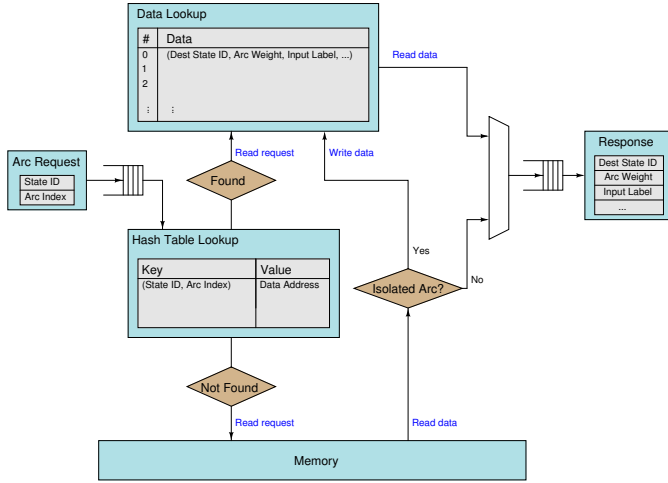 Data Lookup
# Data
0 (Dest State ID, Arc Weight, Input Label, ...)
1
2
⋮ ⋮
Read data
Arc Request
State ID
Arc Index
Read request
Write data
Found
Response
Dest State ID
Arc Weight
Input Label
...
Hash Table Lookup
Key Value
(State ID, Arc Index) Data Address
Yes
No
Isolated Arc?
Not Found
Read request
Read data
Memory